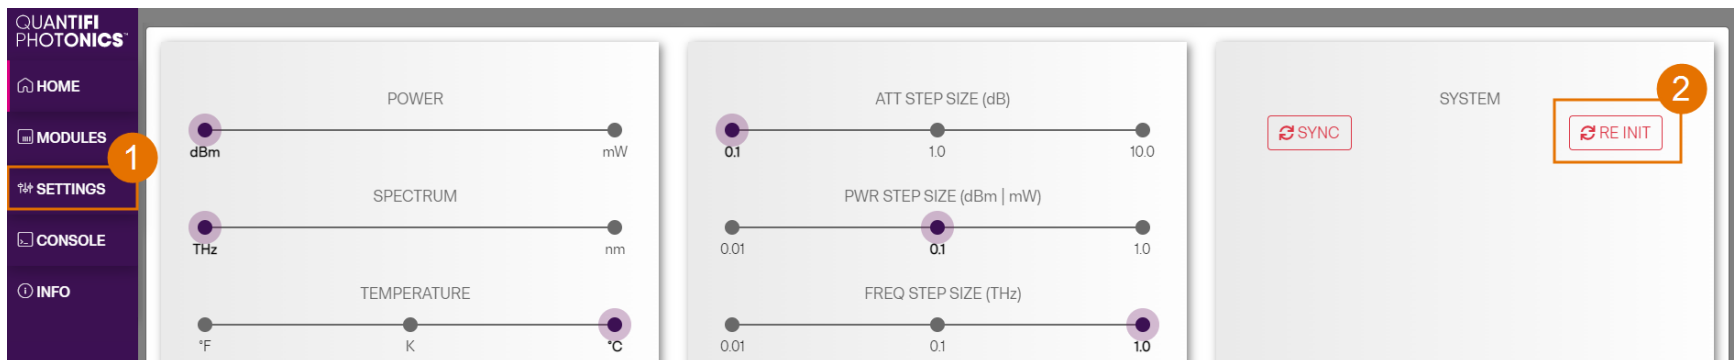 QUANTIFI
PHOTONICS™
HOME
MODULES
1
SETTINGS
CONSOLE
INFO
POWER
dBm mW
SPECTRUM
THz nm
TEMPERATURE
°F K °C
ATT STEP SIZE (dB)
0.1 1.0 10.0
PWR STEP SIZE (dBm | mW)
0.01 0.1 1.0
FREQ STEP SIZE (THz)
0.01 0.1 1.0
SYSTEM
2
SYNC RE INIT